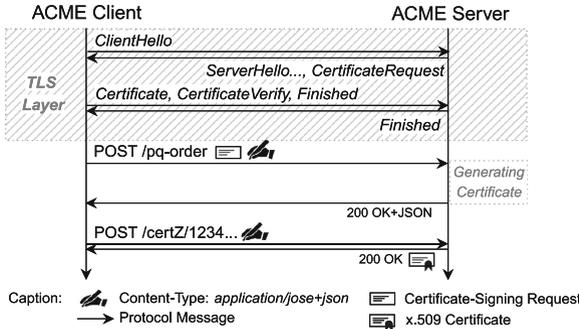 ACME Client ACME Server
ClientHello
ServerHello..., CertificateRequest
TLS
Layer
Certificate, CertificateVerify, Finished
Finished
POST /pq-order
Generating
Certificate
200 OK+JSON
POST /certZ/1234...
200 OK
Caption: Content-Type: application/jose+json Certificate-Signing Request
Protocol Message x.509 Certificate